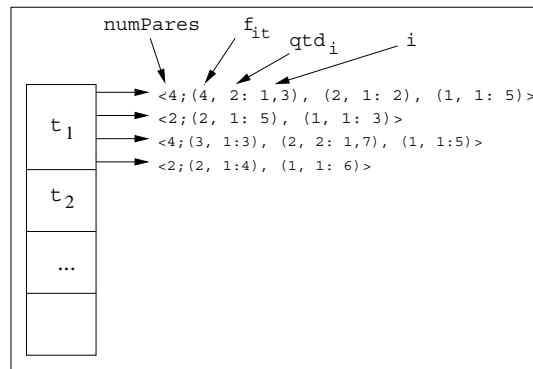 numPares f_it qtd_i i
t_1
<4;(4, 2: 1,3), (2, 1: 2), (1, 1: 5)>
<2;(2, 1: 5), (1, 1: 3)>
<4;(3, 1:3), (2, 2: 1,7), (1, 1:5)>
<2;(2, 1:4), (1, 1: 6)>
t_2
...